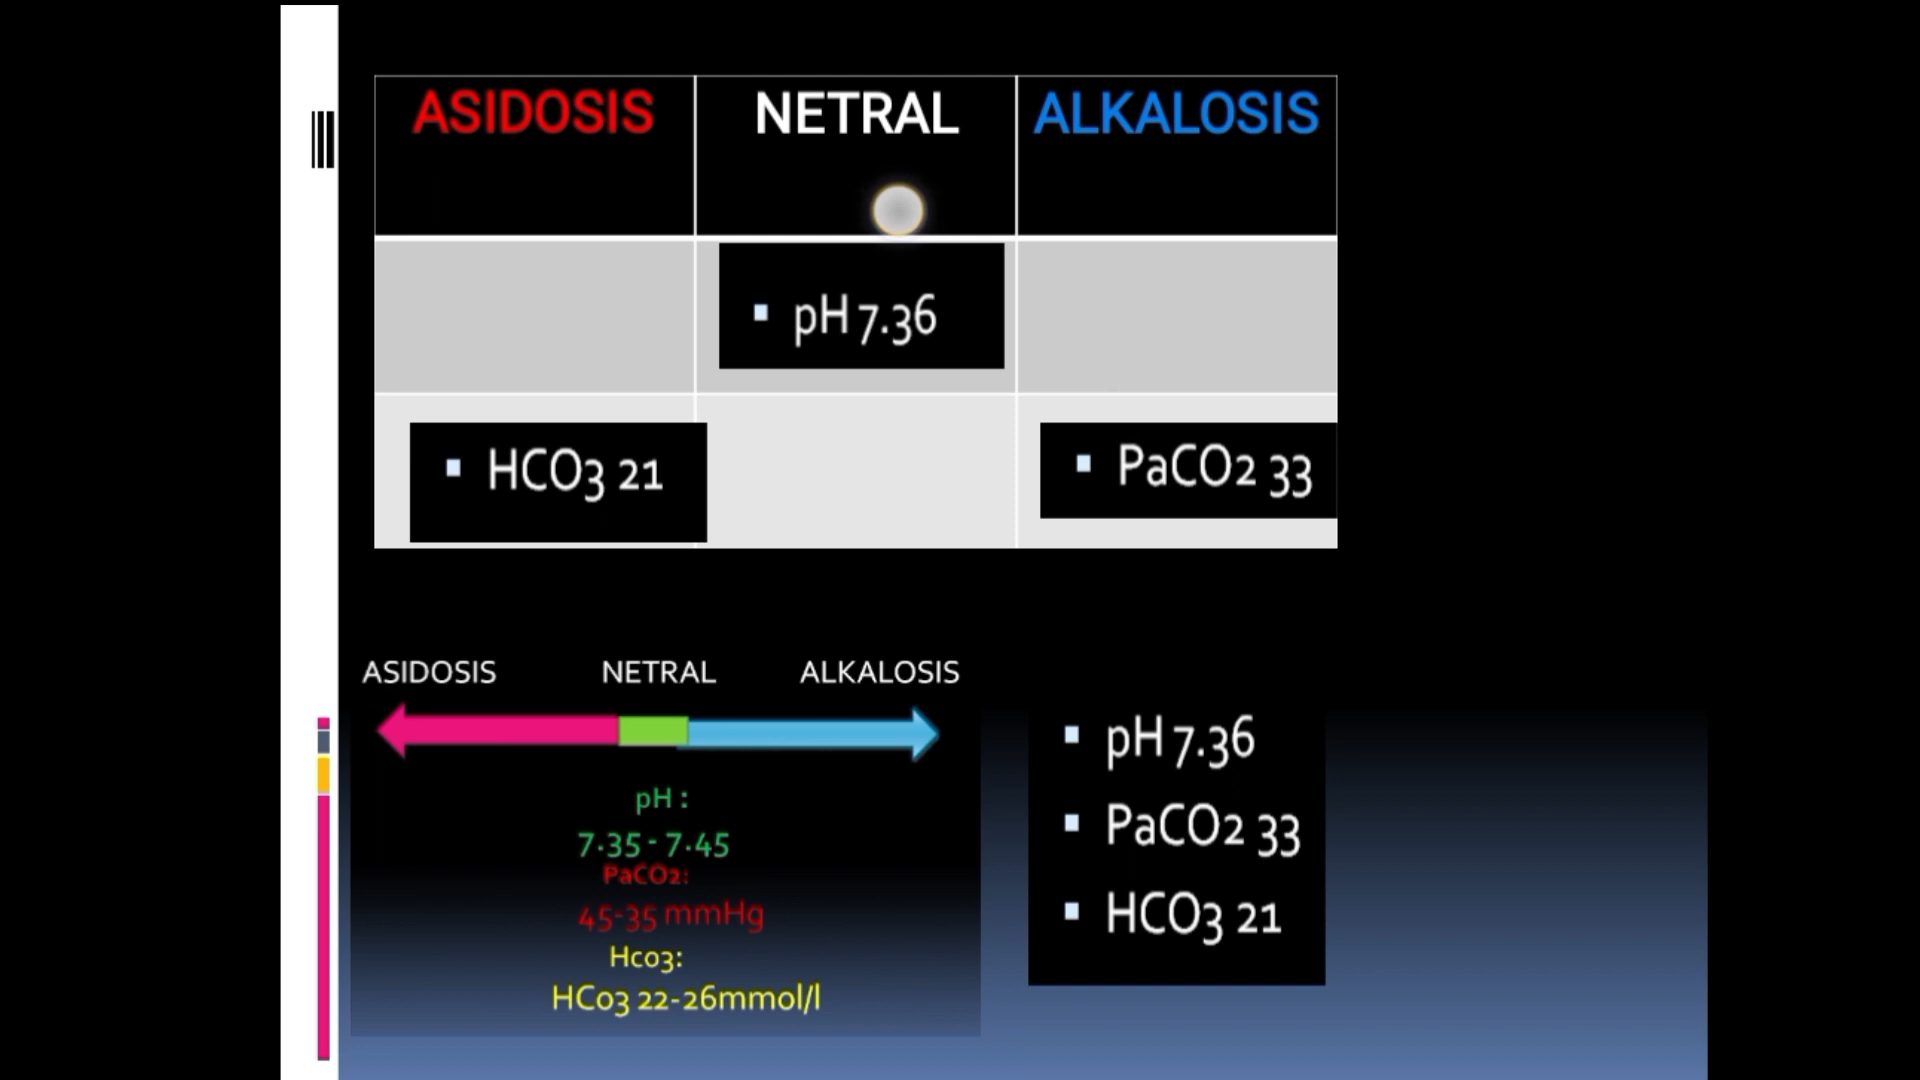 ASIDOSIS NETRAL ALKALOSIS
▪ pH 7.36
▪ HCO3 21 ▪ PaCO2 33
ASIDOSIS NETRAL ALKALOSIS
pH :
7.35 - 7.45
PaCO2:
45-35 mmHg
Hco3:
HCo3 22-26mmol/l
▪ pH 7.36
▪ PaCO2 33
▪ HCO3 21